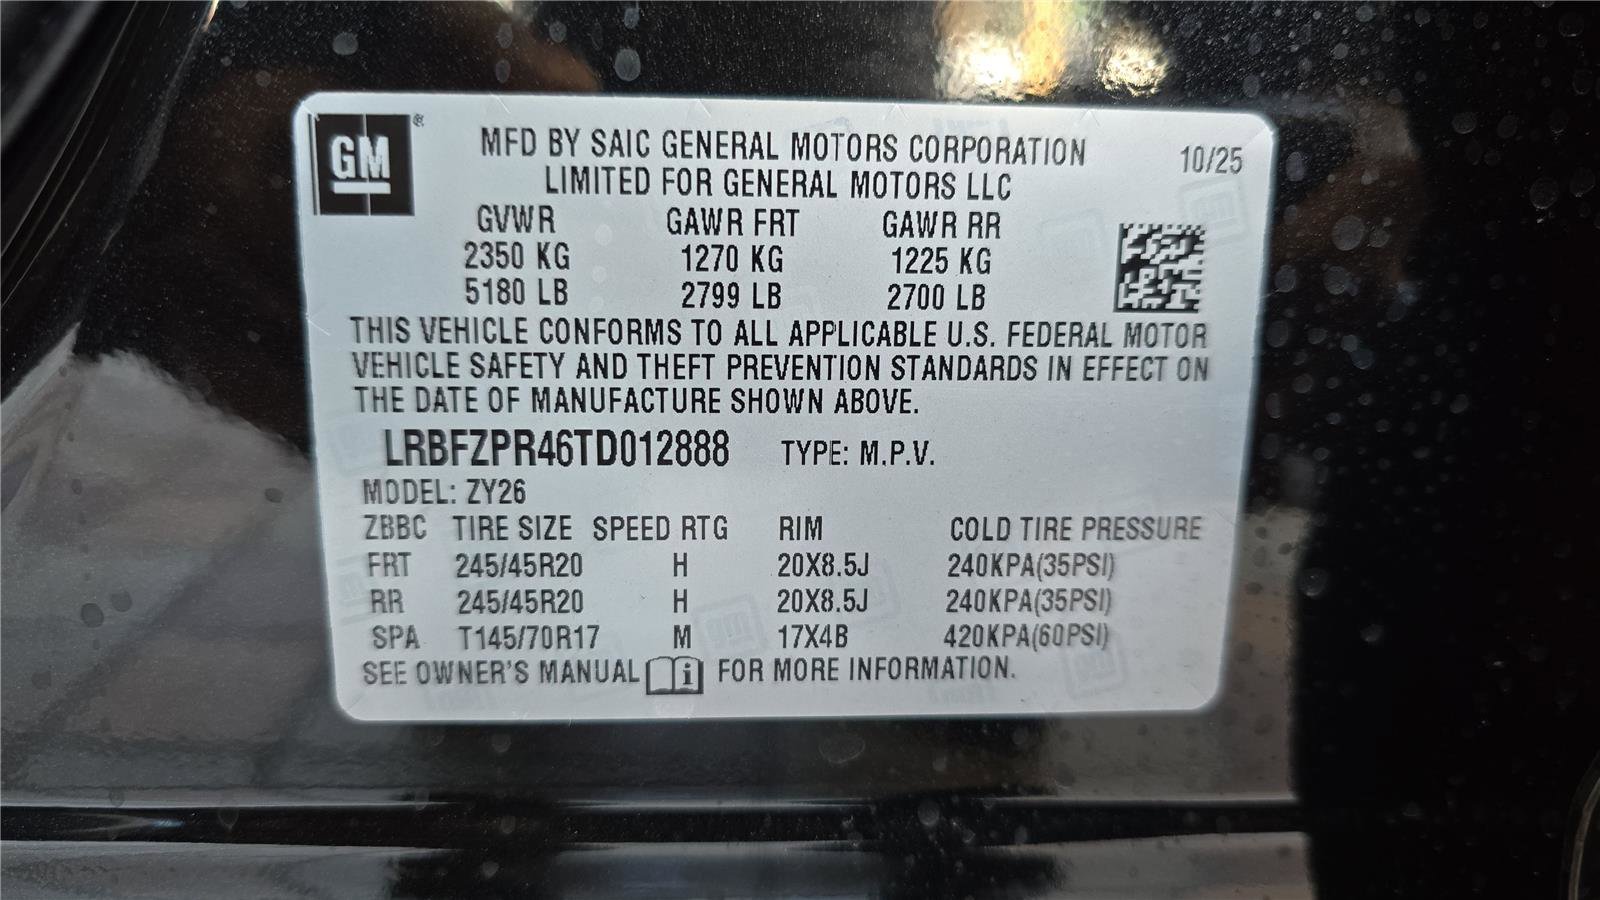 GM®
MFD BY SAIC GENERAL MOTORS CORPORATION 10/25
LIMITED FOR GENERAL MOTORS LLC
GVWR GAWR FRT GAWR RR
2350 KG 1270 KG 1225 KG
5180 LB 2799 LB 2700 LB
THIS VEHICLE CONFORMS TO ALL APPLICABLE U.S. FEDERAL MOTOR
VEHICLE SAFETY AND THEFT PREVENTION STANDARDS IN EFFECT ON
THE DATE OF MANUFACTURE SHOWN ABOVE.
LRBFZPR46TD012888 TYPE: M.P.V.
MODEL: ZY26
ZBBC TIRE SIZE SPEED RTG RIM COLD TIRE PRESSURE
FRT 245/45R20 H 20X8.5J 240KPA(35PSI)
RR 245/45R20 H 20X8.5J 240KPA(35PSI)
SPA T145/70R17 M 17X4B 420KPA(60PSI)
SEE OWNER'S MANUAL i FOR MORE INFORMATION.